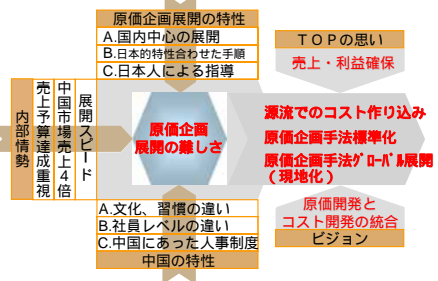 原価企画展開の特性
A.国内中心の展開
B.日本的特性合わせた手順
C.日本人による指導
TOPの思い
売上・利益確保
内部情勢
売上予算達成重視
中国市場売上4倍
展開スピード
原価企画
展開の難しさ
源流でのコスト作り込み
原価企画手法標準化
原価企画手法ｸﾞﾛｰﾊﾞﾙ展開
(現地化)
A.文化、習慣の違い
B.社員レベルの違い
C.中国にあった人事制度
中国の特性
原価開発と
コスト開発の統合
ビジョン